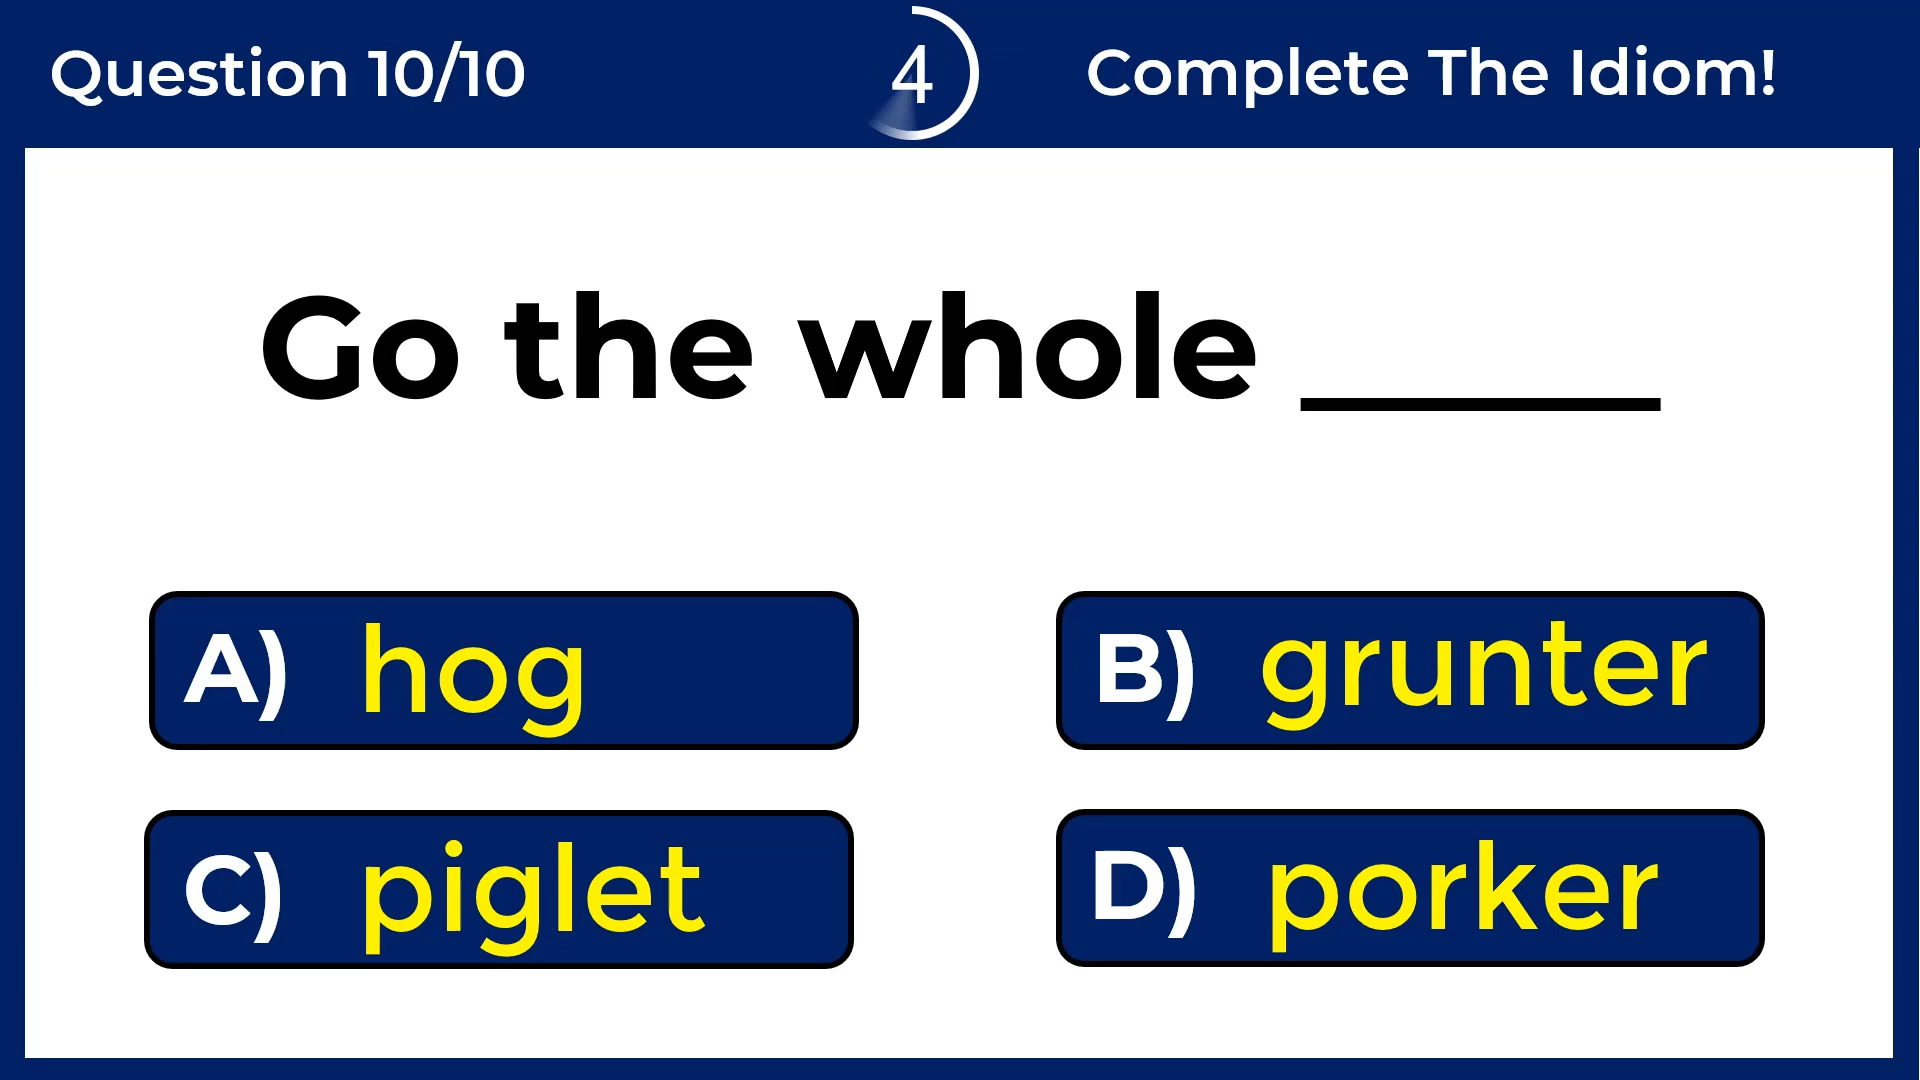 Question 10/10
4
Complete The Idiom!
Go the whole _____
A) hog
B) grunter
C) piglet
D) porker